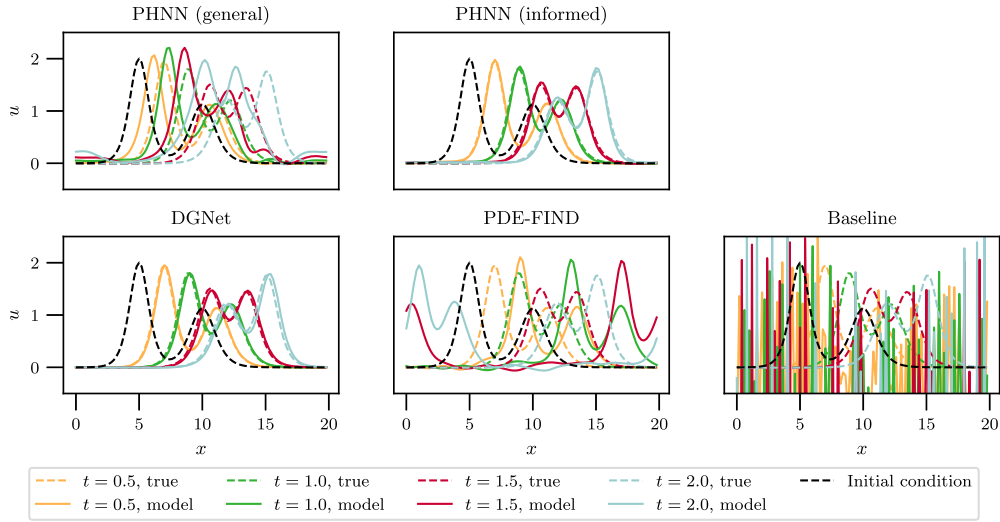 PHNN (general) PHNN (informed)
u
2
1
0
DGNet PDE-FIND Baseline
u
2
1
0
0 5 10 15 20 0 5 10 15 20 0 5 10 15 20
x x x
t = 0.5, true t = 1.0, true t = 1.5, true t = 2.0, true Initial condition
t = 0.5, model t = 1.0, model t = 1.5, model t = 2.0, model